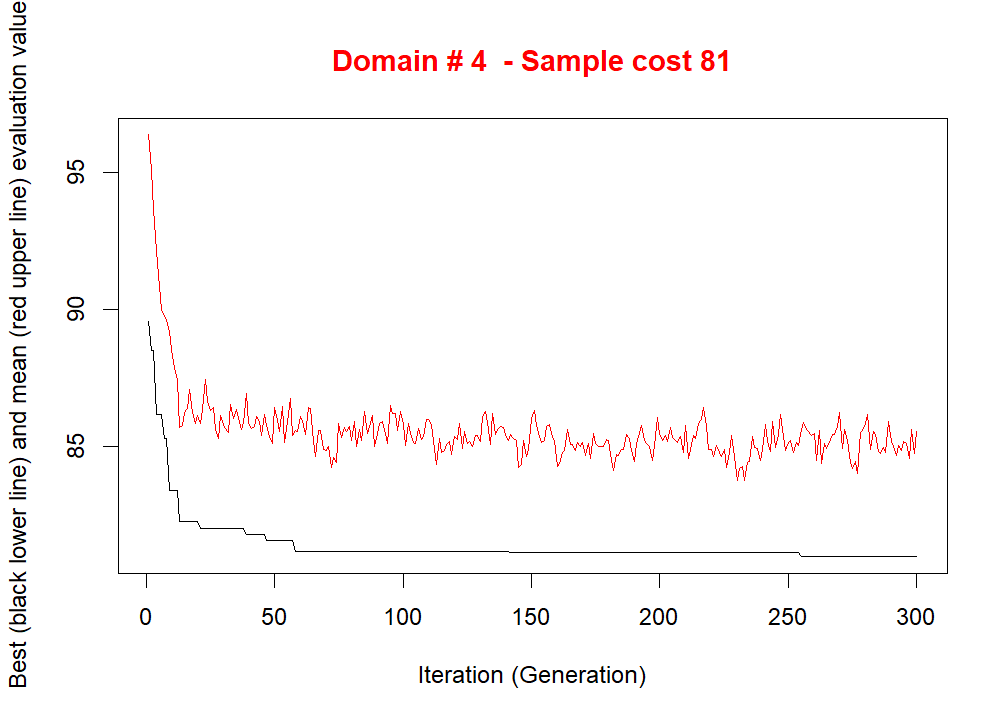 Domain # 4  - Sample cost 81
Best (black lower line) and mean (red upper line) evaluation value
95
90
85
0 50 100 150 200 250 300
Iteration (Generation)